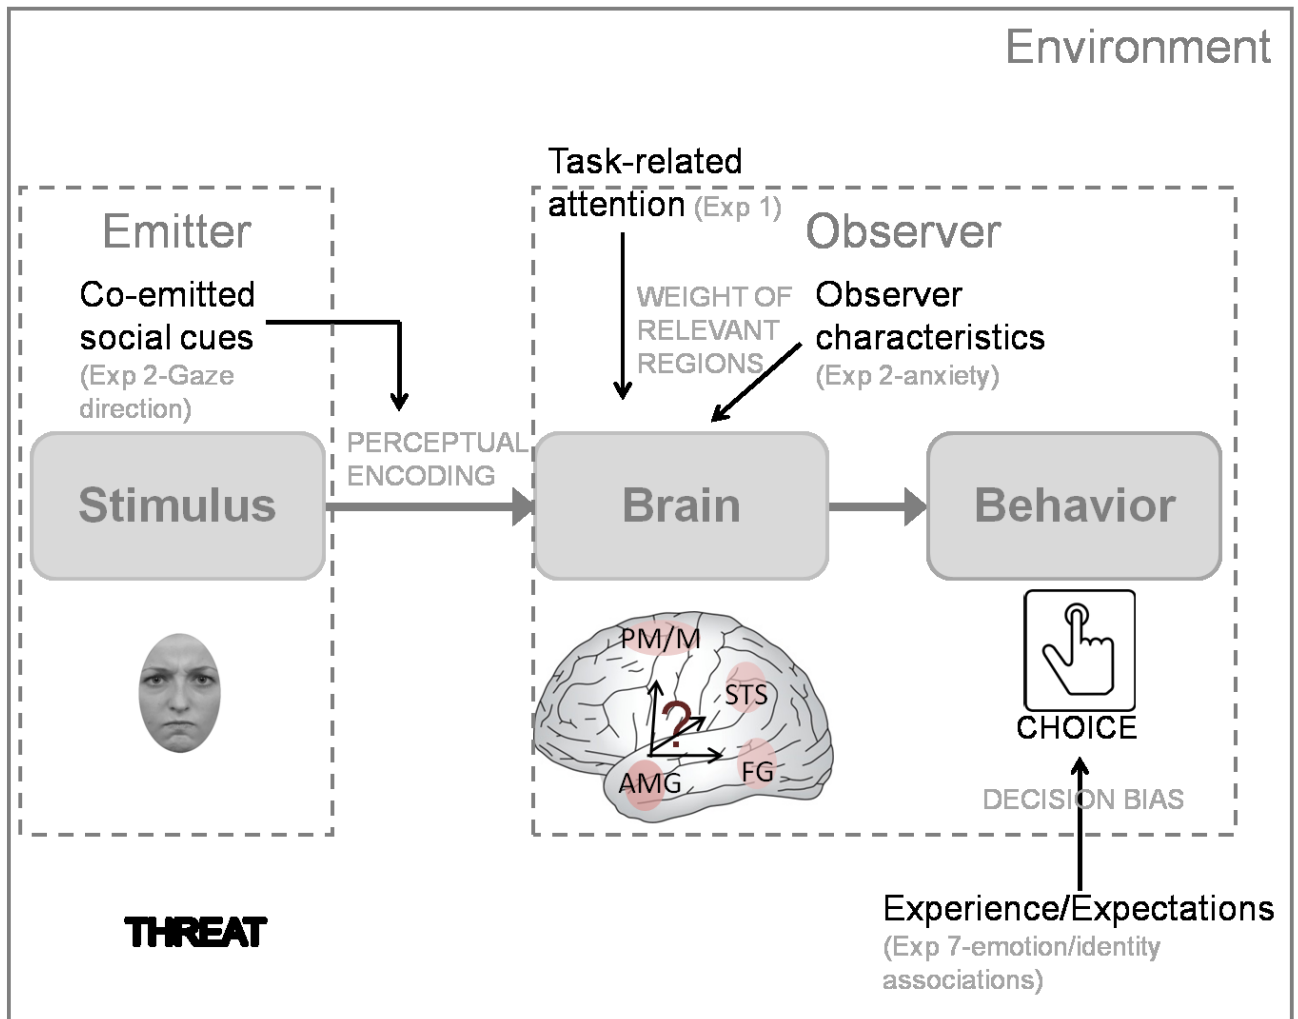 Environment
Task-related
attention (Exp 1)
Emitter
Observer
Co-emitted
social cues
(Exp 2-Gaze
direction)
WEIGHT OF
RELEVANT
REGIONS
Observer
characteristics
(Exp 2-anxiety)
PERCEPTUAL
ENCODING
Stimulus
Brain
Behavior
PM/M
STS
?
AMG
FG
CHOICE
DECISION BIAS
Experience/Expectations
(Exp 7-emotion/identity
associations)
THREAT